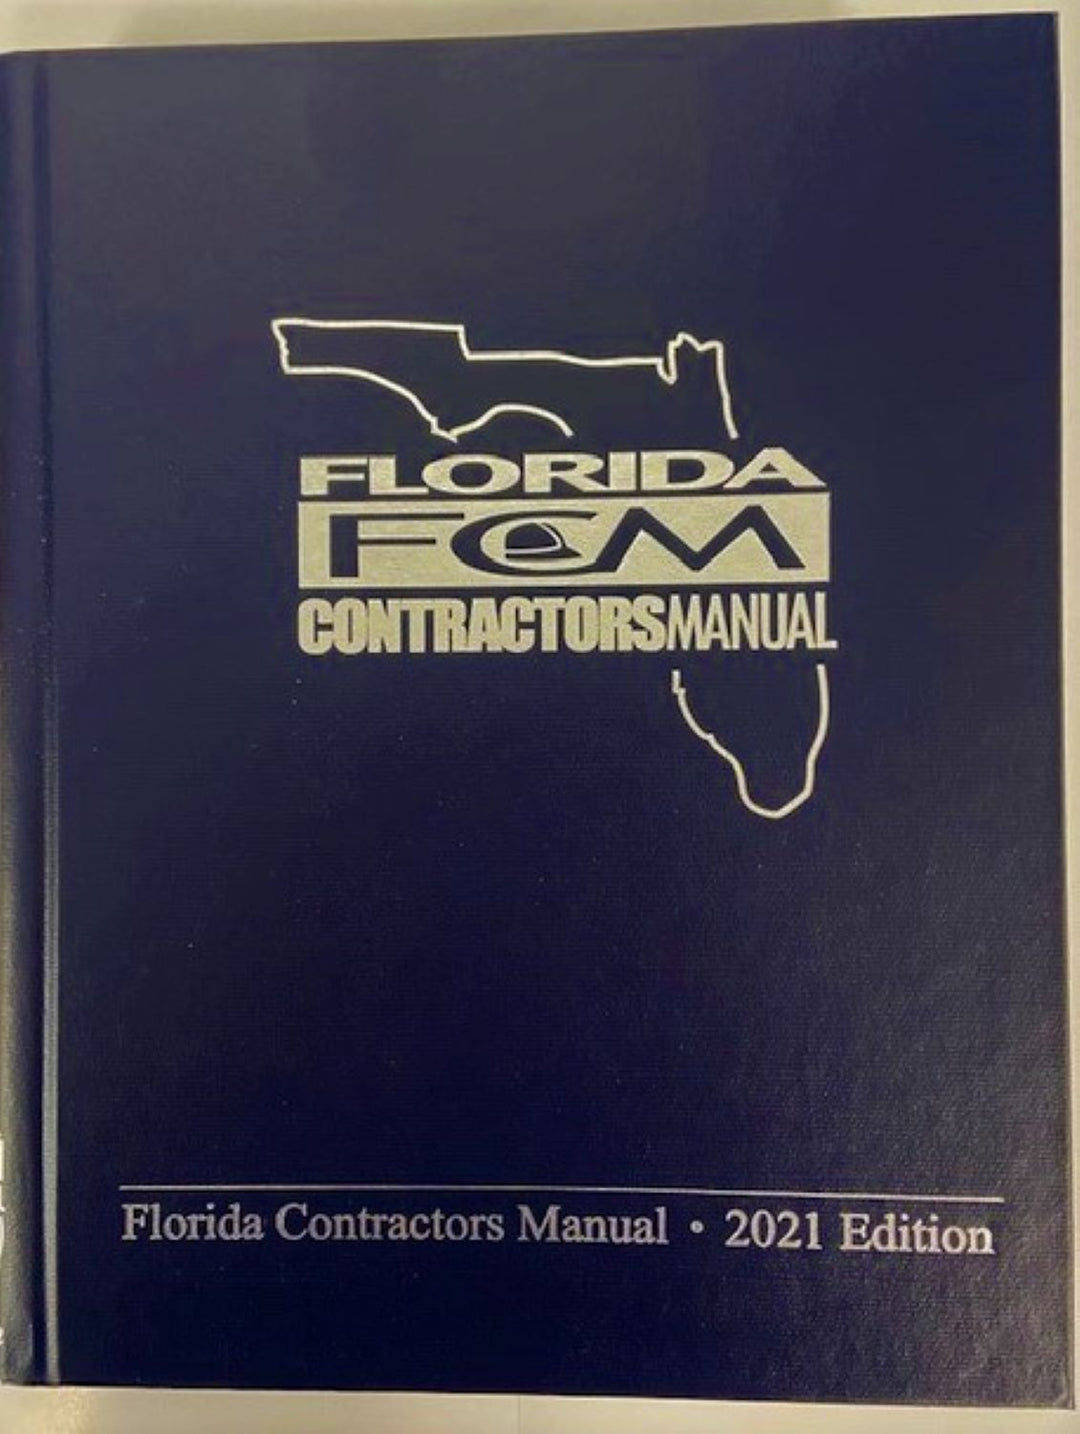 FLORIDA
FCM
CONTRACTORSMANUAL
Florida Contractors Manual • 2021 Edition